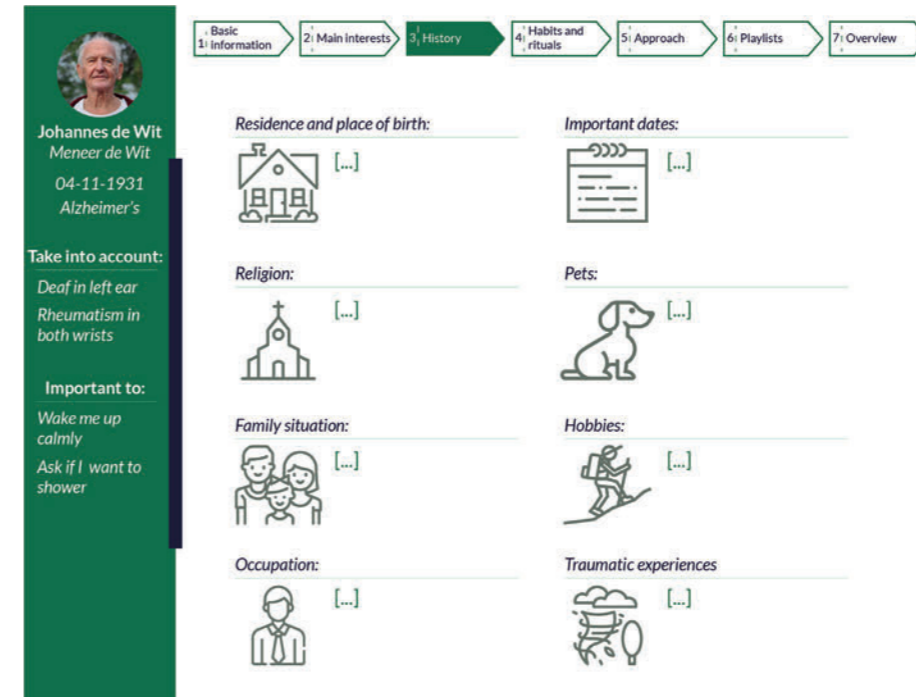 1 Basic information
2 Main interests
3 History
4 Habits and rituals
5 Approach
6 Playlists
7 Overview
Johannes de Wit
Meneer de Wit
04-11-1931
Alzheimer's
Take into account:
Deaf in left ear
Rheumatism in
both wrists
Important to:
Wake me up
calmly
Ask if I want to
shower
Residence and place of birth:
[...]
Important dates:
[...]
Religion:
[...]
Pets:
[...]
Family situation:
[...]
Hobbies:
[...]
Occupation:
[...]
Traumatic experiences
[...]